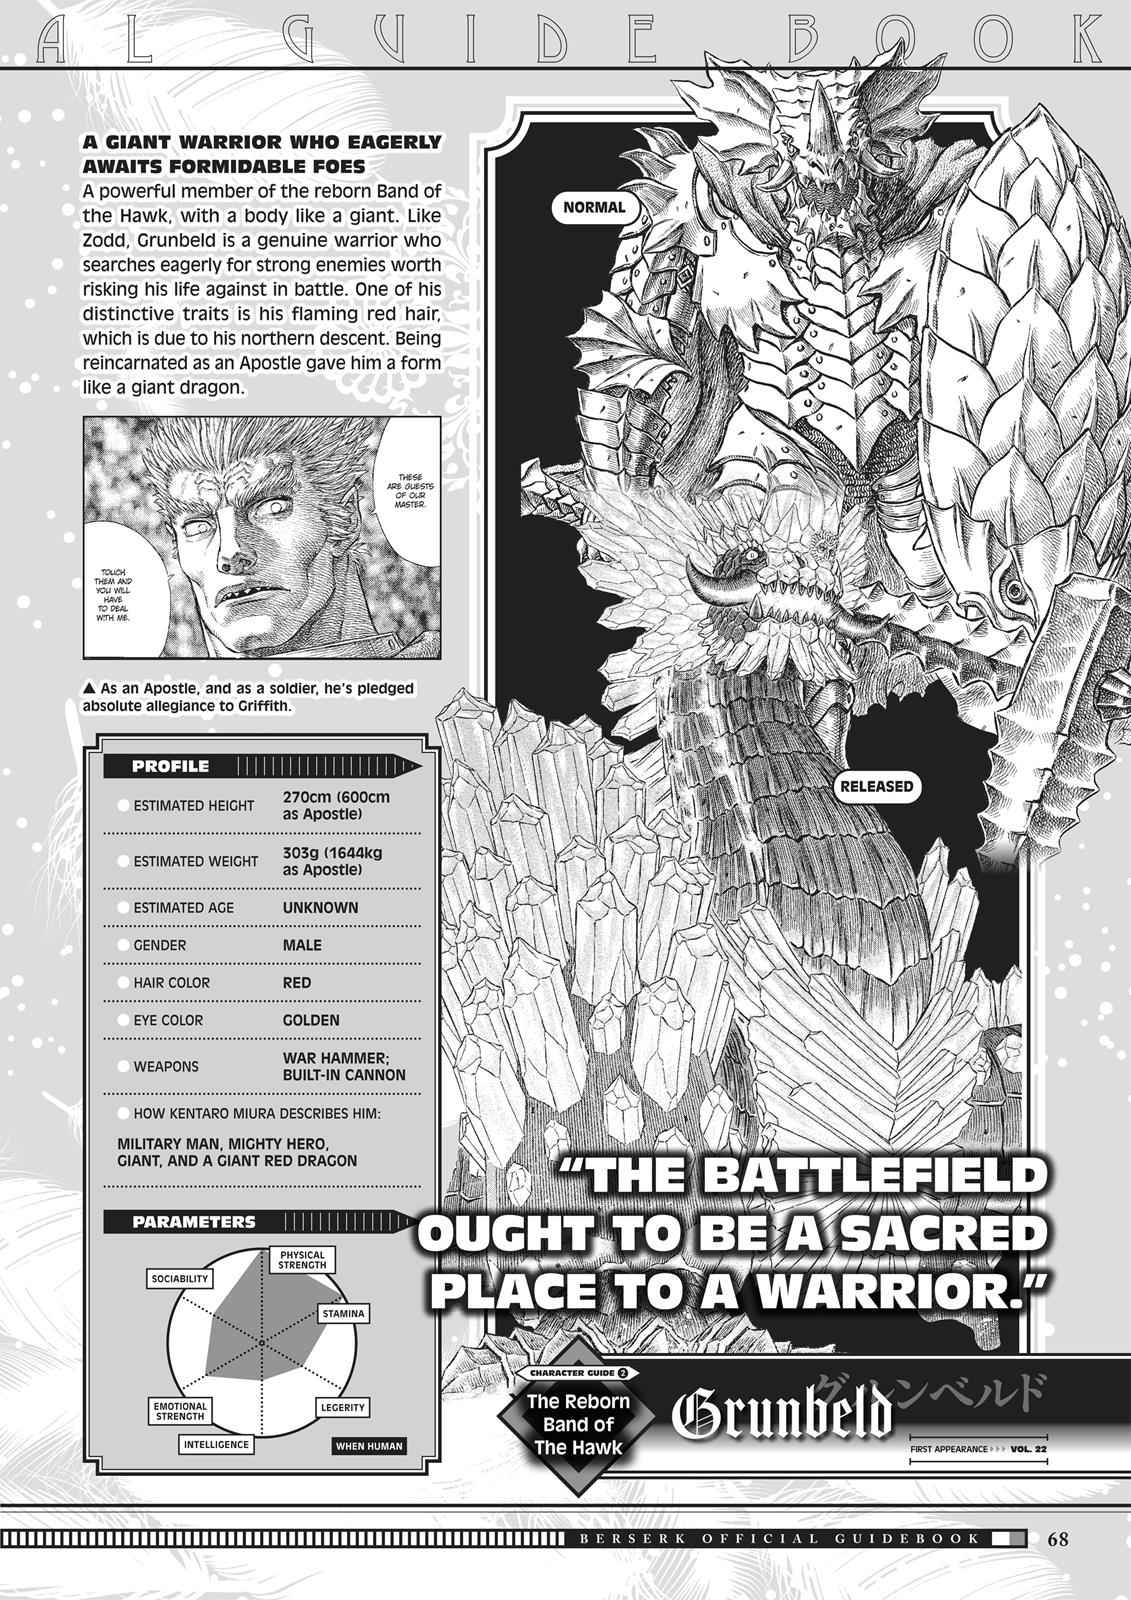 AL GUIDE BOOK
A GIANT WARRIOR WHO EAGERLY
AWAITS FORMIDABLE FOES
A powerful member of the reborn Band of
the Hawk, with a body like a giant. Like
Zodd, Grunbeld is a genuine warrior who
searches eagerly for strong enemies worth
risking his life against in battle. One of his
distinctive traits is his flaming red hair,
which is due to his northern descent. Being
reincarnated as an Apostle gave him a form
like a giant dragon.
THESE
ARE GUESTS
OF OUR
MASTER.
TOUCH
THEM AND
YOU WILL
HAVE
TO DEAL
WITH ME.
▲ As an Apostle, and as a soldier, he's pledged
absolute allegiance to Griffith.
PROFILE
ESTIMATED HEIGHT 270cm (600cm
as Apostle)
ESTIMATED WEIGHT 303g (1644kg
as Apostle)
ESTIMATED AGE UNKNOWN
GENDER MALE
HAIR COLOR RED
EYE COLOR GOLDEN
WEAPONS WAR HAMMER;
BUILT-IN CANNON
HOW KENTARO MIURA DESCRIBES HIM:
MILITARY MAN, MIGHTY HERO,
GIANT, AND A GIANT RED DRAGON
PARAMETERS
PHYSICAL
STRENGTH
SOCIABILITY
STAMINA
EMOTIONAL
STRENGTH
LEGERITY
INTELLIGENCE
WHEN HUMAN
NORMAL
RELEASED
“THE BATTLEFIELD
OUGHT TO BE A SACRED
PLACE TO A WARRIOR.”
CHARACTER GUIDE 2
The Reborn
Band of
The Hawk
グルンベルド
Grunbeld
FIRST APPEARANCE ▷▷▷ VOL. 22
BERSERK OFFICIAL GUIDEBOOK
68